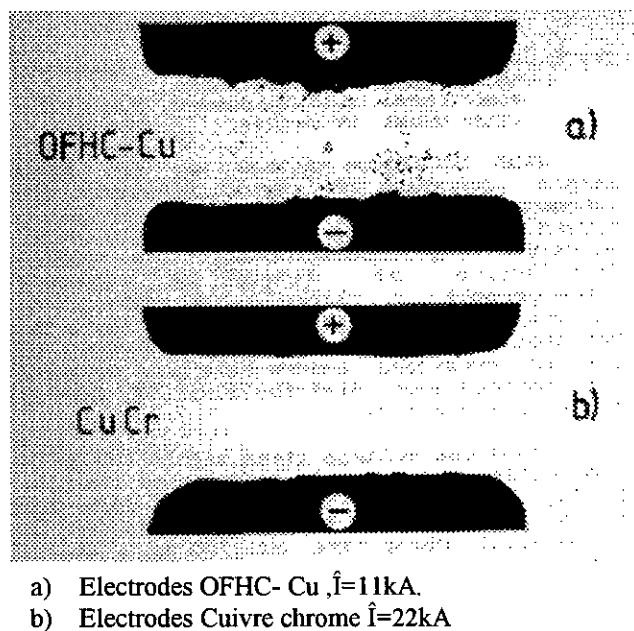 +
OFHC-Cu
a)
−
+
CuCr
b)
−
a) Electrodes OFHC- Cu ,Î=11kA.
b) Electrodes Cuivre chrome Î=22kA